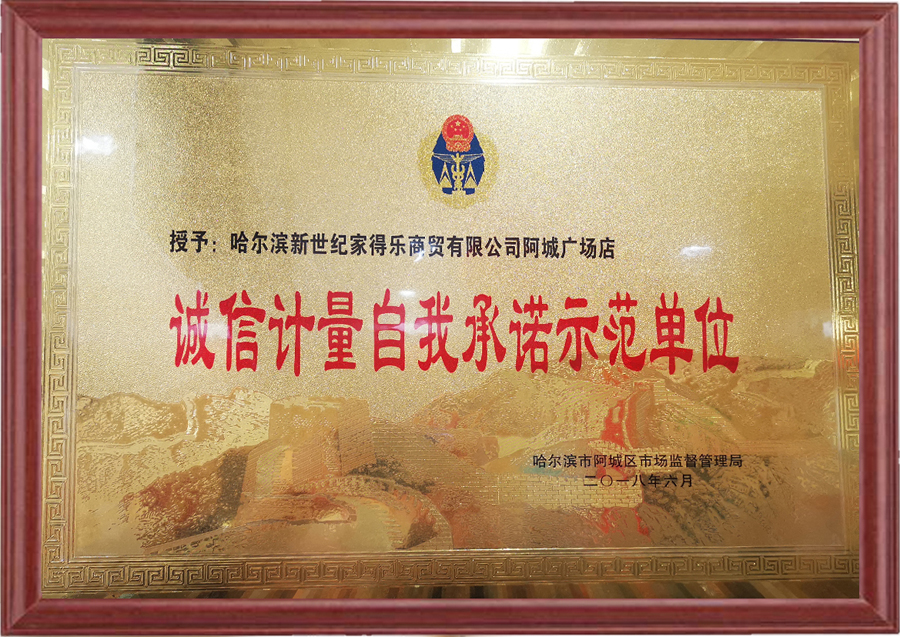 授予：哈尔滨新世纪家得乐商贸有限公司阿城广场店
诚信计量自我承诺示范单位
哈尔滨市阿城区市场监督管理局
二〇一八年六月